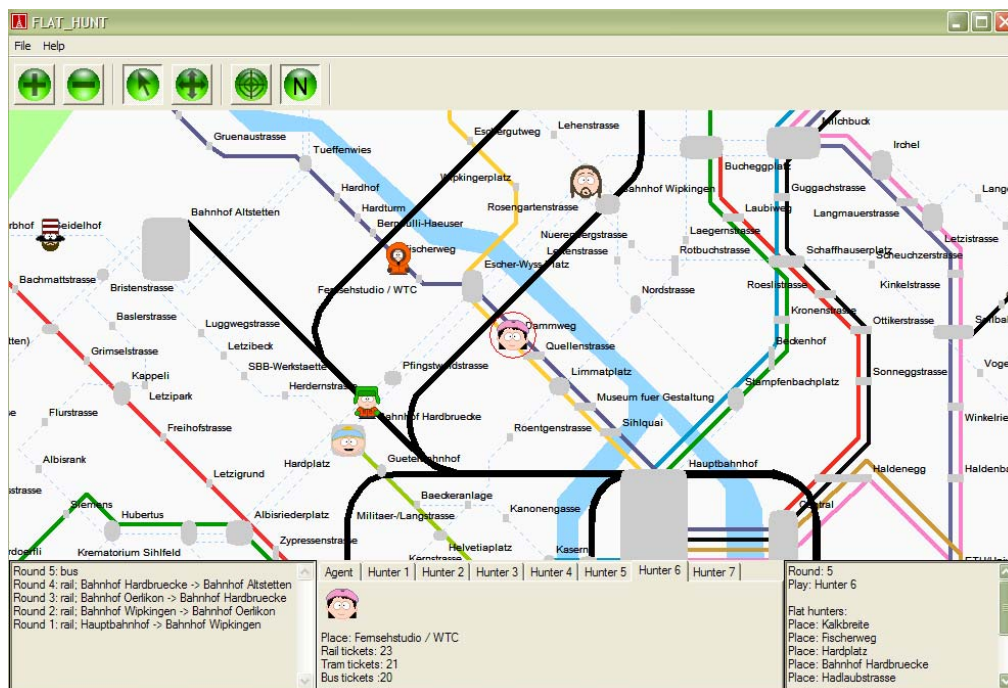 FLAT_HUNT
File Help
N
Gruenaustrasse
Tueffenwies
Eschergutweg
Lehenstrasse
Milchbuck
Irchel
Bucheggplatz
Hardhof
Wipkingerplatz
Bahnhof Wipkingen
Guggachstrasse
Hardturm
Rosengartenstrasse
Laubiweg
Langmauerstrasse
Bahnhof Altstetten
Laegernstrasse
Letzistrasse
Nuerenbergstrasse
Rotbuchstrasse
Schaffhauserplatz
Fischerweg
Scheuchzerstrasse
Escher-Wyss-Platz
Bachmattstrasse
Roeslistrasse
Kinkelstrasse
Bristenstrasse
Fernsehstudio / WTC
Nordstrasse
Kronenstrasse
Baslerstrasse
Luggwegstrasse
Dammweg
Ottikerstrasse
Letzibeck
Quellenstrasse
Beckenhof
Grimselstrasse
SBB-Werkstaette
Pfingstweidstrasse
Limmatplatz
Sonneggstrasse
Kappeli
Herdernstrasse
Stampfenbachplatz
Letzipark
Museum fuer Gestaltung
Flurstrasse
Bahnhof Hardbruecke
Freihofstrasse
Roentgenstrasse
Sihlquai
Albisrank
Hardplatz
Gueterbahnhof
Hauptbahnhof
Haldenegg
Letzigrund
Baeckeranlage
Siemens
Kanonengasse
Central
Hubertus
Albisriederplatz
Militaer-/Langstrasse
Zypressenstrasse
Helvetiaplatz
Krematorium Sihlfeld
Kernstrasse
Round 5: bus
Round 4: rail; Bahnhof Hardbruecke -> Bahnhof Altstetten
Round 3: rail; Bahnhof Oerlikon -> Bahnhof Hardbruecke
Round 2: rail; Bahnhof Wipkingen -> Bahnhof Oerlikon
Round 1: rail; Hauptbahnhof -> Bahnhof Wipkingen
Agent Hunter 1 Hunter 2 Hunter 3 Hunter 4 Hunter 5 Hunter 6 Hunter 7
Place: Fernsehstudio / WTC
Rail tickets: 23
Tram tickets: 21
Bus tickets :20
Round: 5
Play: Hunter 6
Flat hunters:
Place: Kalkbreite
Place: Fischerweg
Place: Hardplatz
Place: Bahnhof Hardbruecke
Place: Hadlaubstrasse